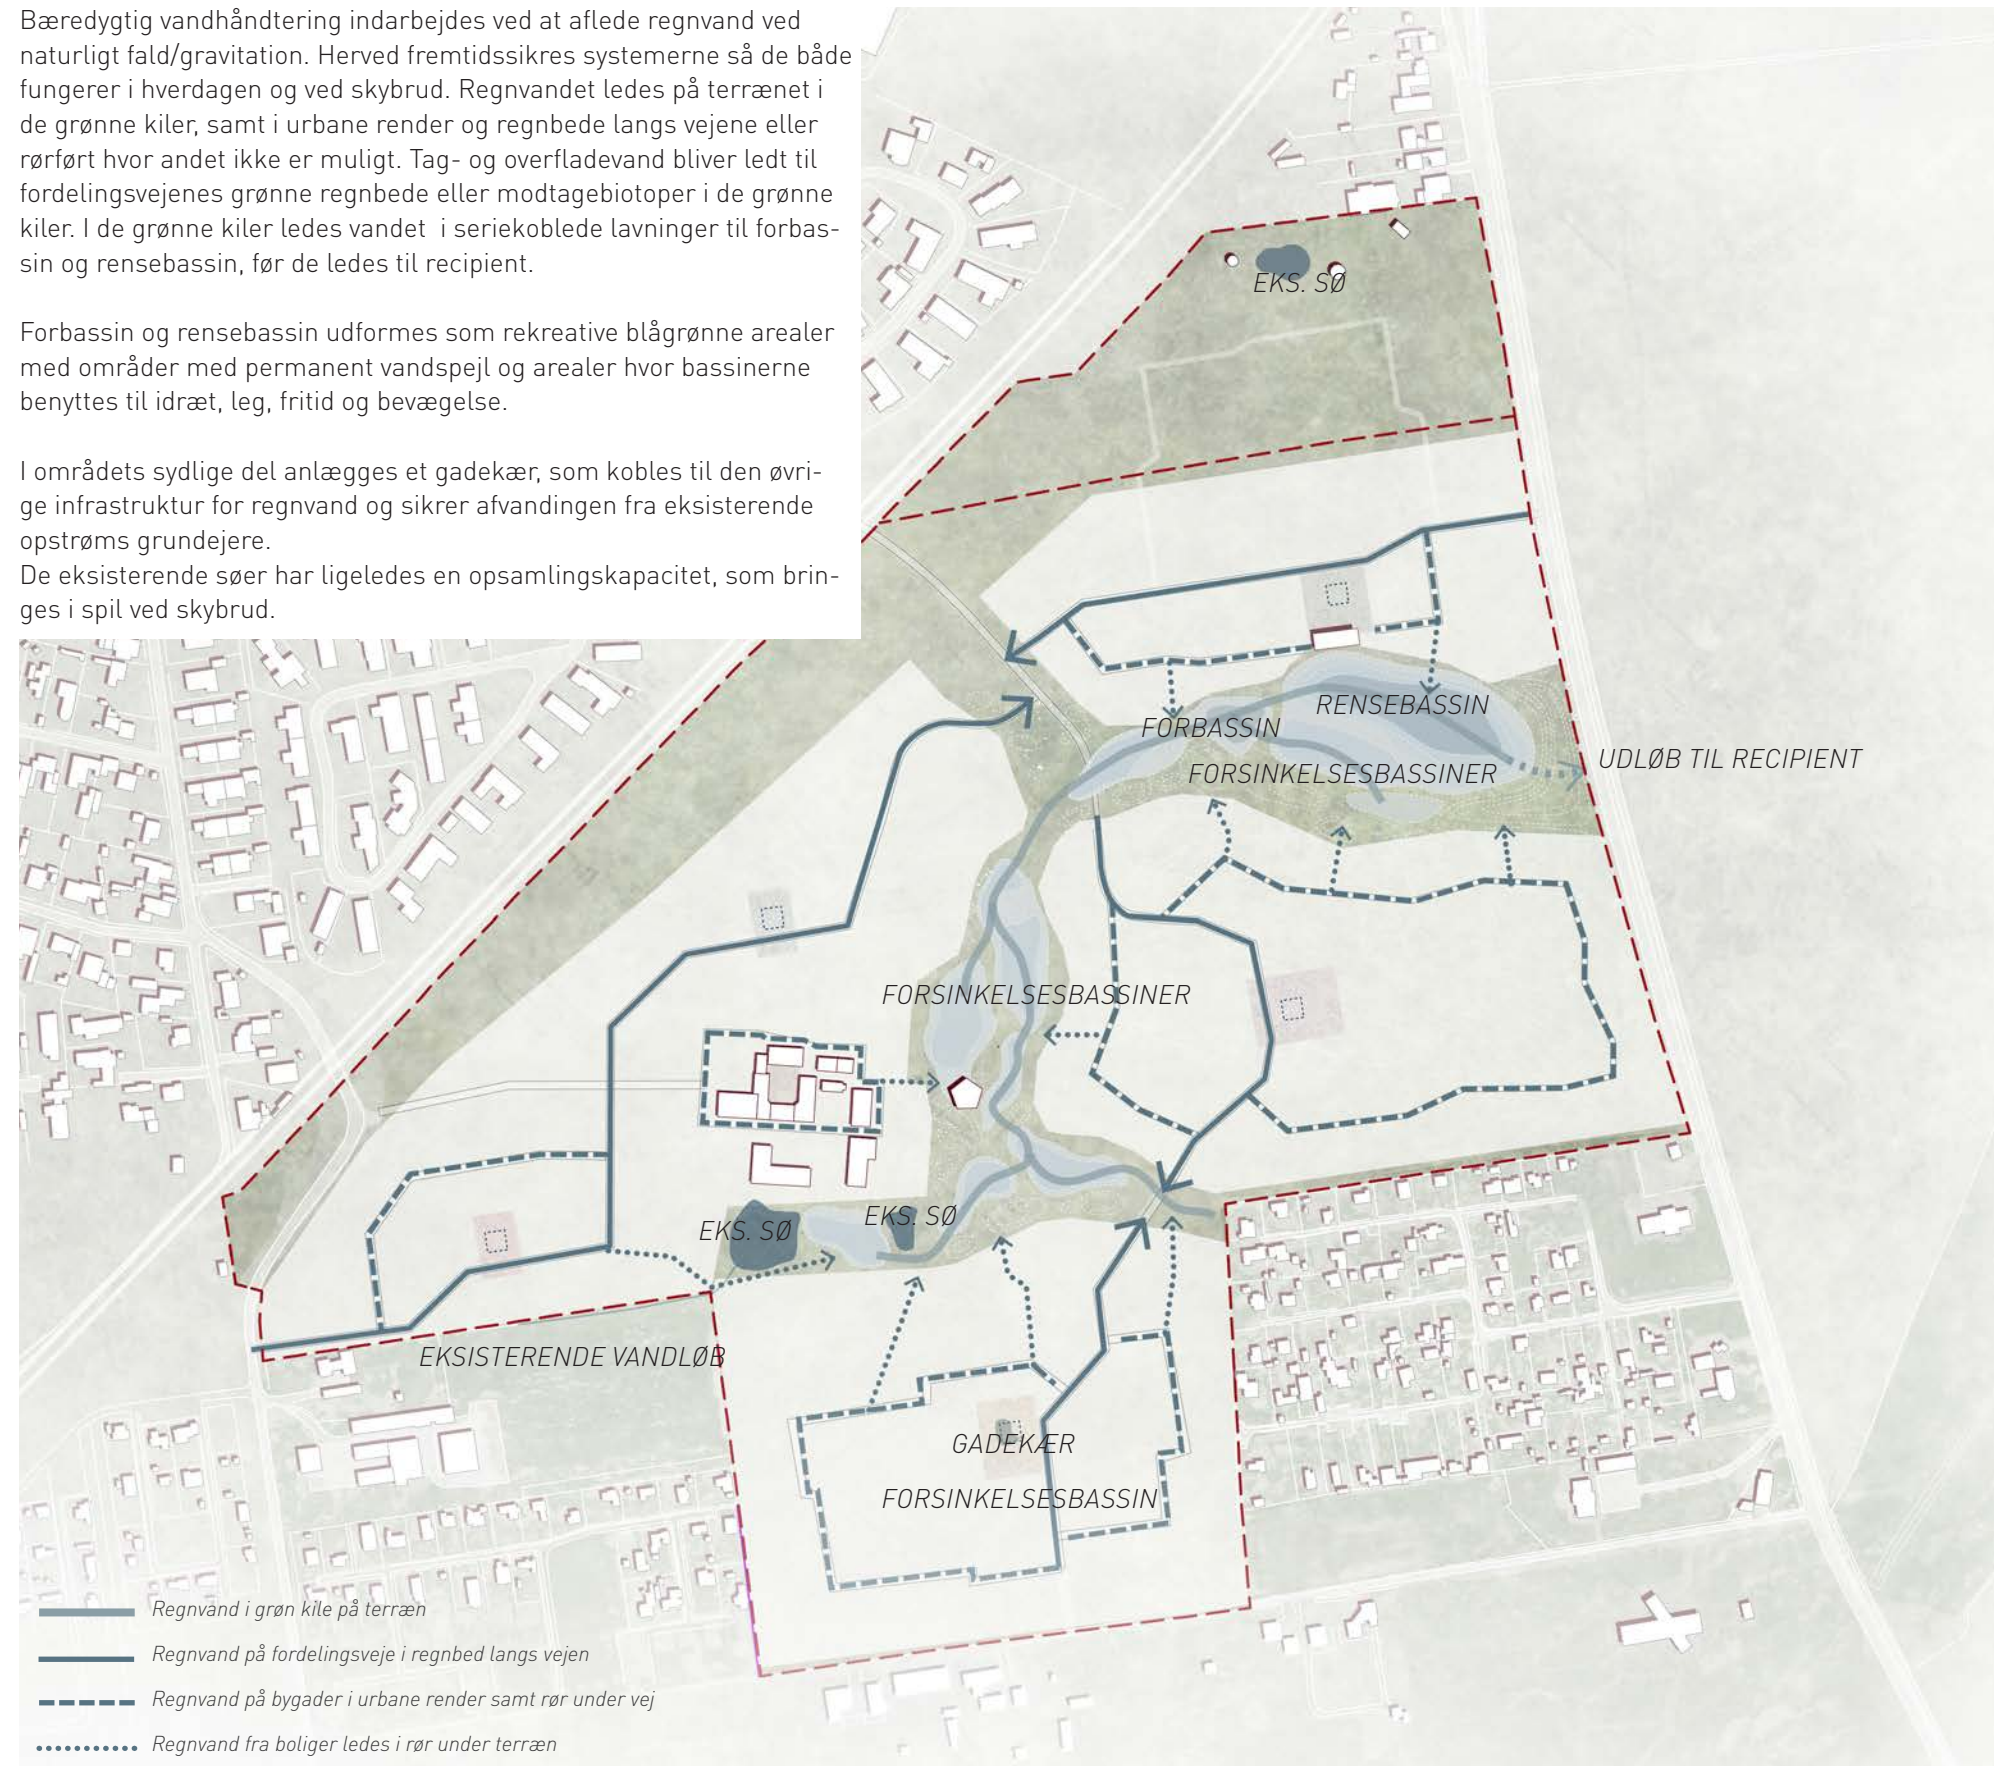 Bæredygtig vandhåndtering indarbejdes ved at aflede regnvand ved
naturligt fald/gravitation. Herved fremtidssikres systemerne så de både
fungerer i hverdagen og ved skybrud. Regnvandet ledes på terrænet i
de grønne kiler, samt i urbane render og regnbede langs vejene eller
rørført hvor andet ikke er muligt. Tag- og overfladevand bliver ledt til
fordelingsvejenes grønne regnbede eller modtagebiotoper i de grønne
kiler. I de grønne kiler ledes vandet  i seriekoblede lavninger til forbas-
sin og rensebassin, før de ledes til recipient.
Forbassin og rensebassin udformes som rekreative blågrønne arealer
med områder med permanent vandspejl og arealer hvor bassinerne
benyttes til idræt, leg, fritid og bevægelse.
I områdets sydlige del anlægges et gadekær, som kobles til den øvri-
ge infrastruktur for regnvand og sikrer afvandingen fra eksisterende
opstrøms grundejere.
De eksisterende søer har ligeledes en opsamlingskapacitet, som brin-
ges i spil ved skybrud.
EKS. SØ
RENSEBASSIN
FORBASSIN
UDLØB TIL RECIPIENT
FORSINKELSESBASSINER
FORSINKELSESBASSINER
EKS. SØ
EKS. SØ
EKSISTERENDE VANDLØB
GADEKÆR
FORSINKELSESBASSIN
Regnvand i grøn kile på terræn
Regnvand på fordelingsveje i regnbed langs vejen
Regnvand på bygader i urbane render samt rør under vej
Regnvand fra boliger ledes i rør under terræn